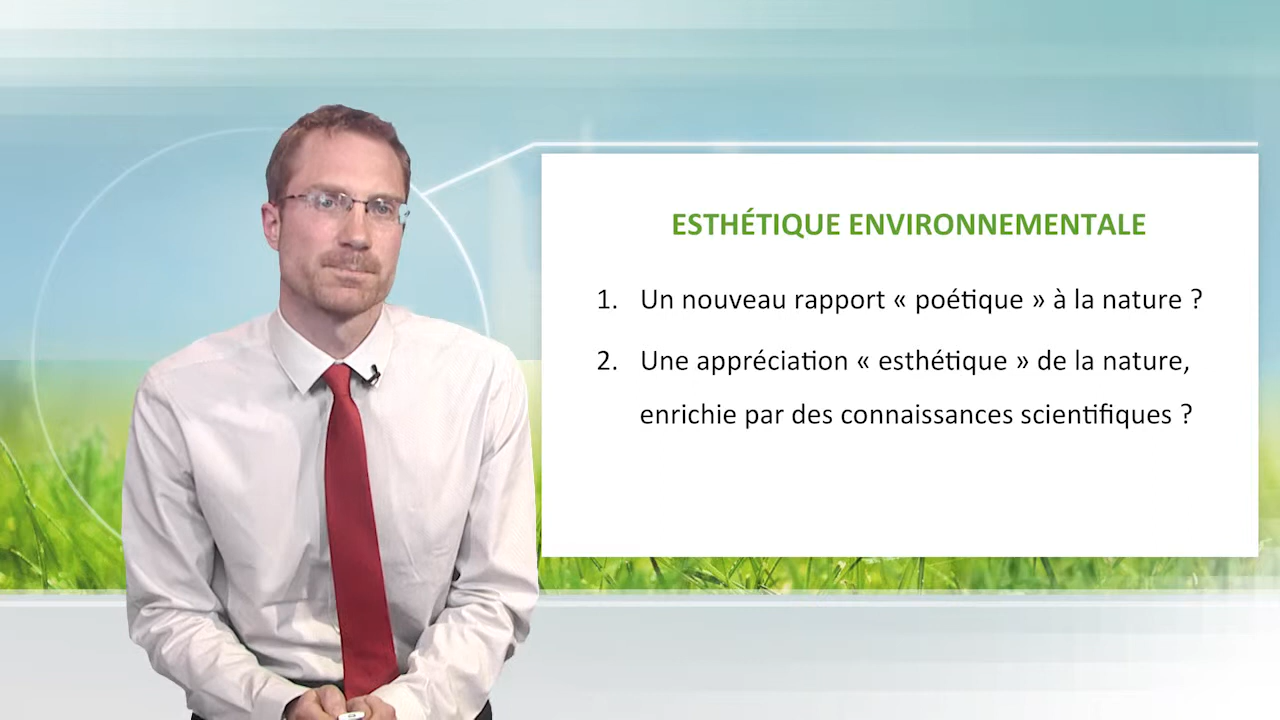 ESTHÉTIQUE ENVIRONNEMENTALE
1. Un nouveau rapport « poétique » à la nature ?
2. Une appréciation « esthétique » de la nature,
enrichie par des connaissances scientifiques ?